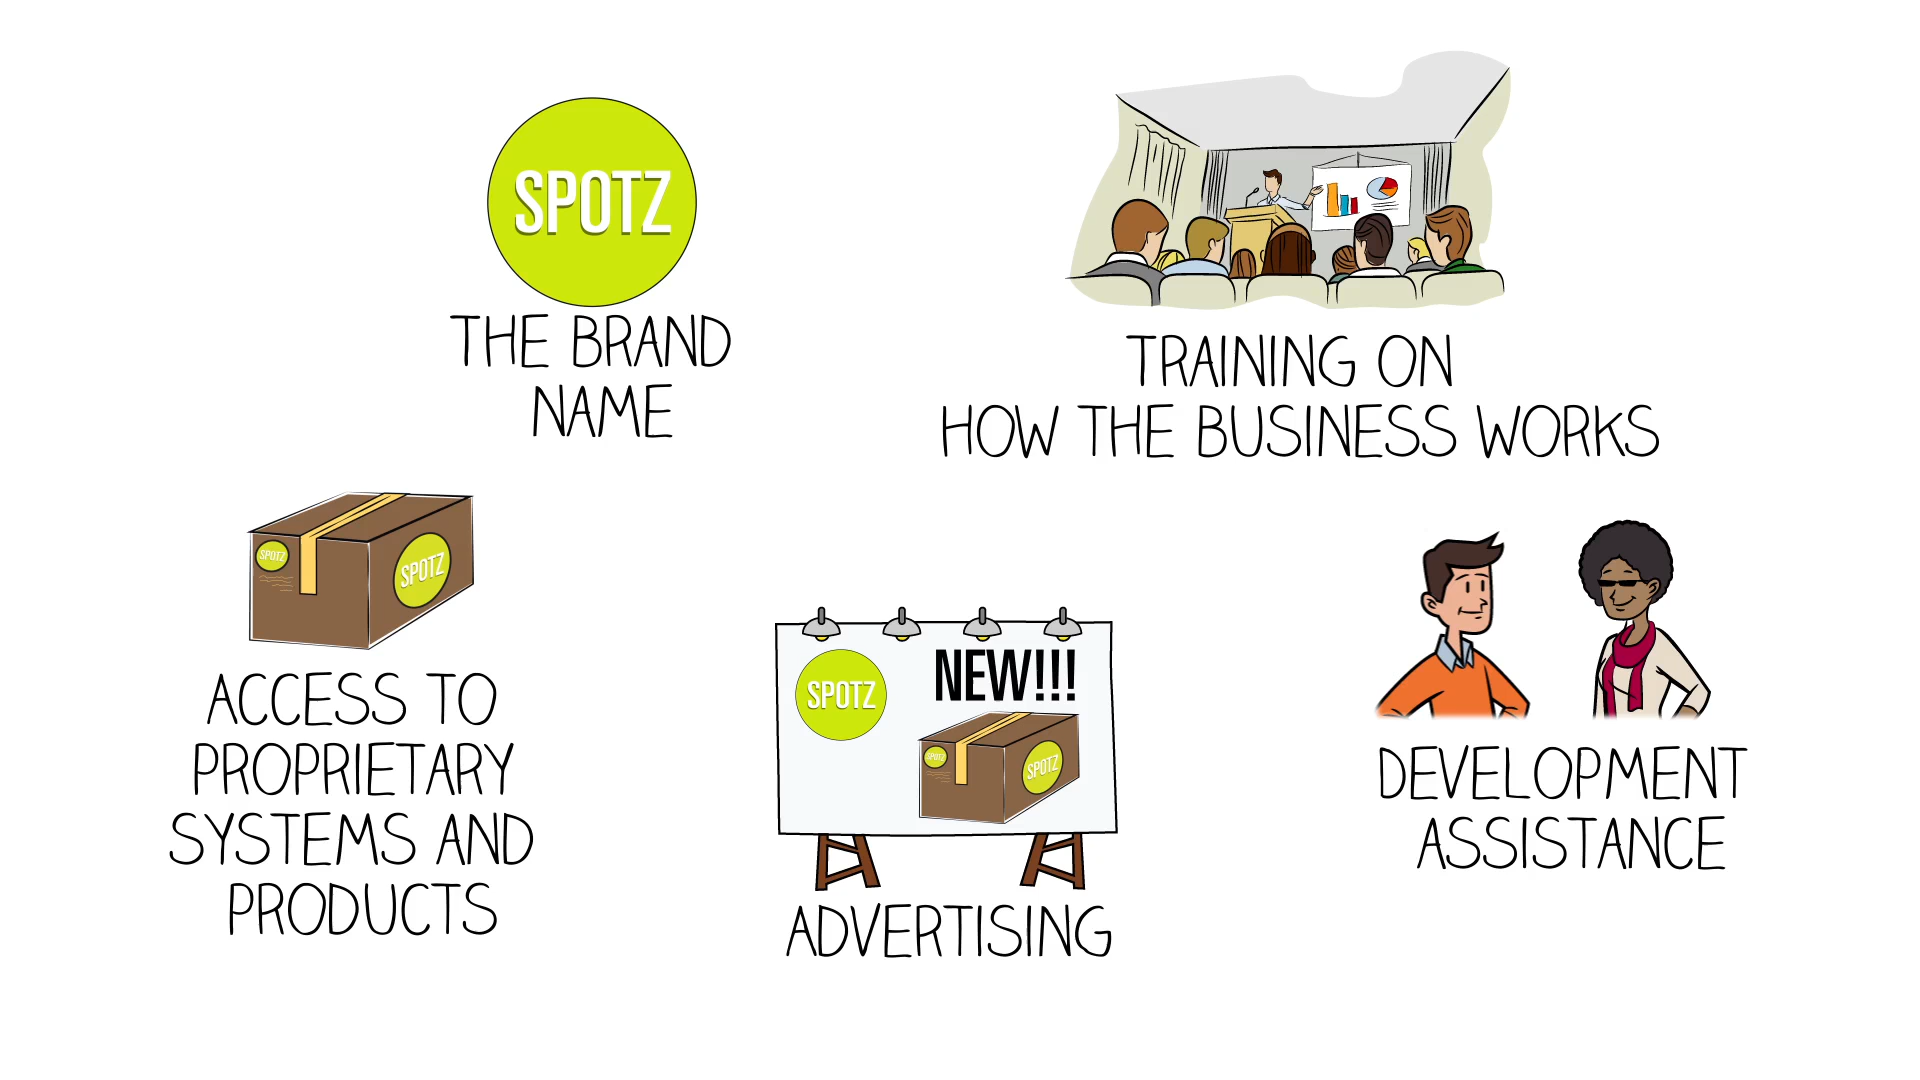 SPOTZ
THE BRAND
NAME
TRAINING ON
HOW THE BUSINESS WORKS
SPOTZ
SPOTZ
ACCESS TO
PROPRIETARY
SYSTEMS AND
PRODUCTS
SPOTZ
NEW!!!
SPOTZ
SPOTZ
ADVERTISING
DEVELOPMENT
ASSISTANCE